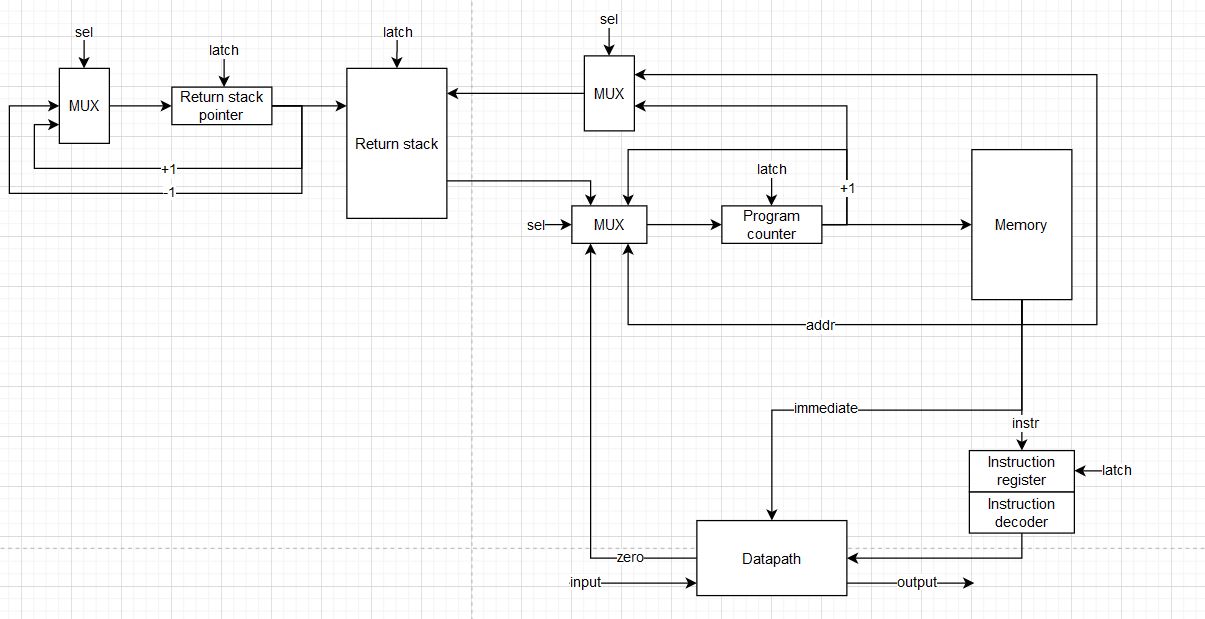 sel
latch
MUX
Return stack
pointer
+1
-1
latch
Return stack
sel
MUX
+1
sel
MUX
latch
Program
counter
Memory
addr
immediate
instr
Instruction
register
latch
Instruction
decoder
zero
Datapath
input
output